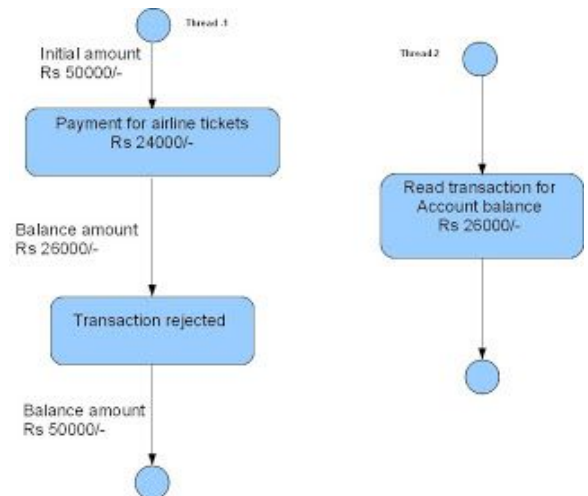 Thread -1
Initial amount
Rs 50000/-
Payment for airline tickets
Rs 24000/-
Balance amount
Rs 26000/-
Transaction rejected
Balance amount
Rs 50000/-
Thread 2
Read transaction for
Account balance
Rs 26000/-